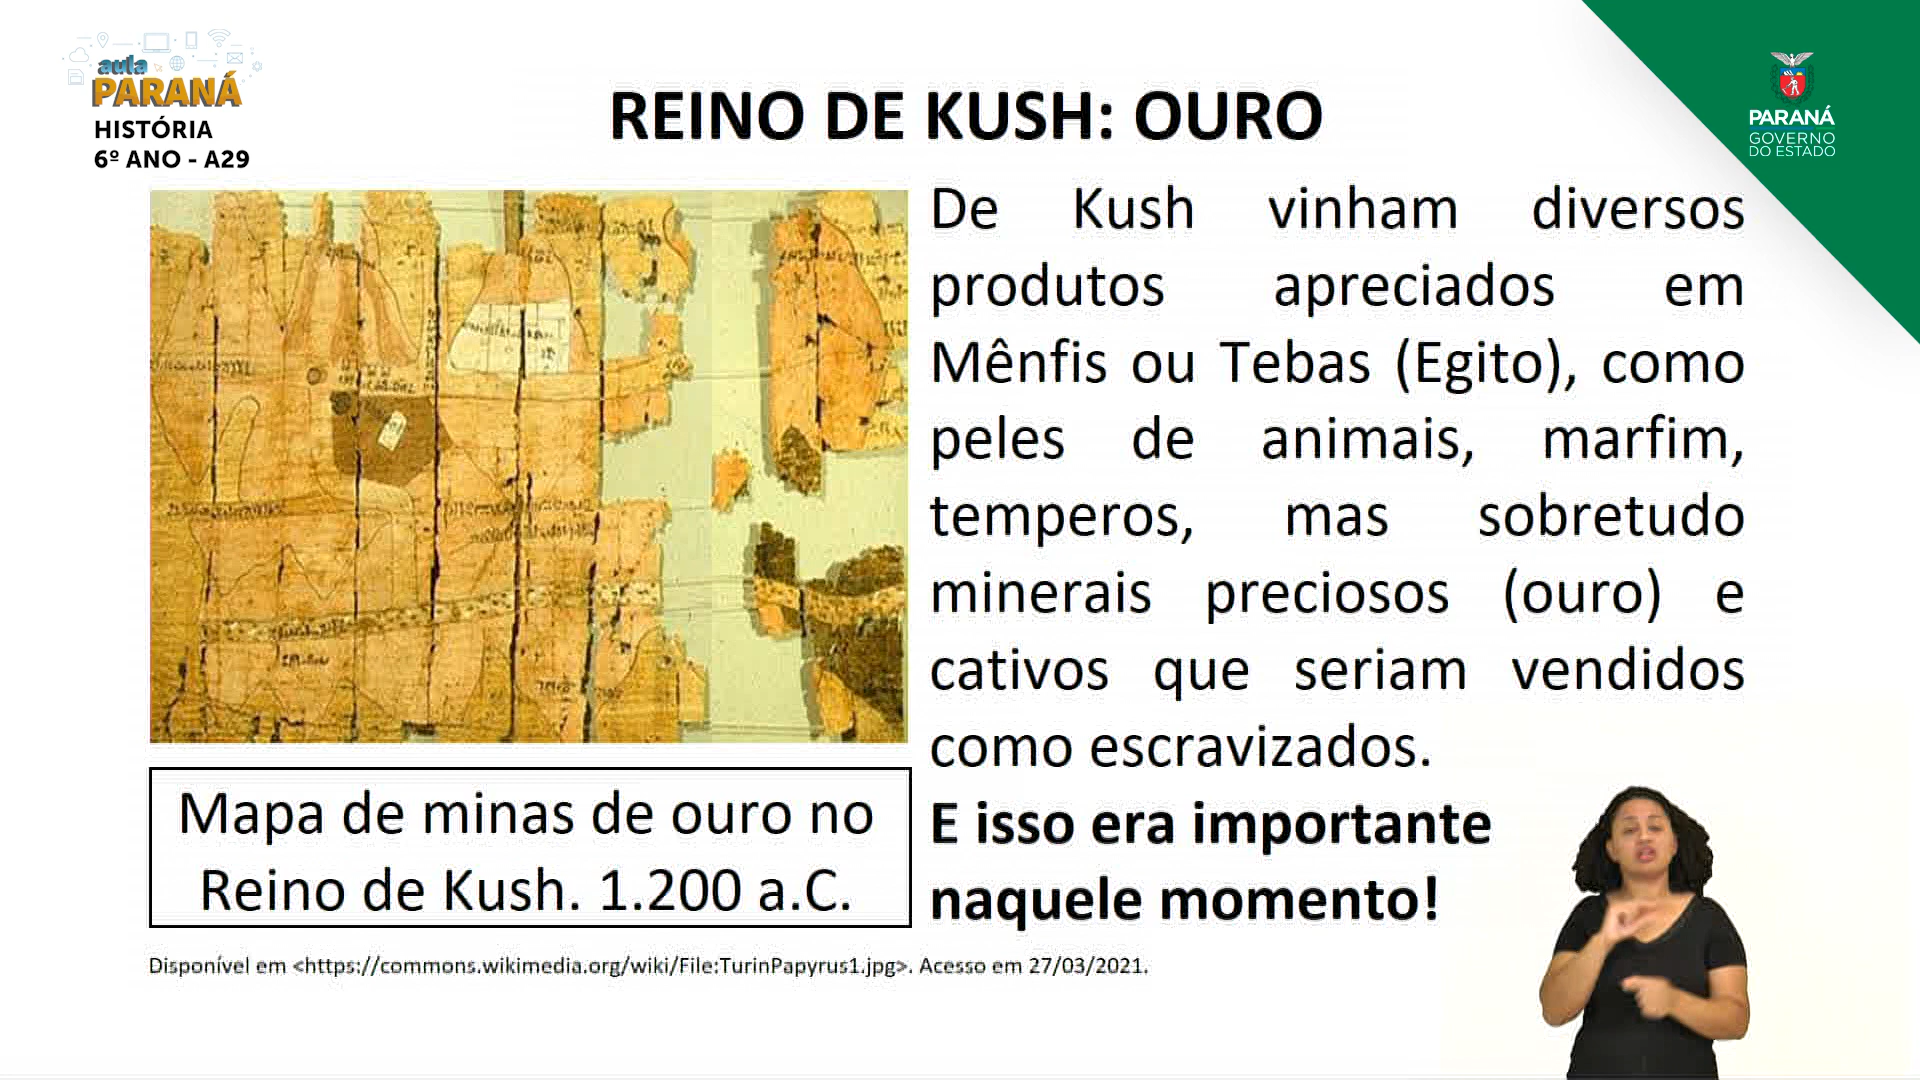 aula
PARANÁ
HISTÓRIA
6º ANO - A29
PARANÁ
GOVERNO
DO ESTADO
REINO DE KUSH: OURO
De Kush vinham diversos
produtos apreciados em
Mênfis ou Tebas (Egito), como
peles de animais, marfim,
temperos, mas sobretudo
minerais preciosos (ouro) e
cativos que seriam vendidos
como escravizados.
E isso era importante
naquele momento!
Mapa de minas de ouro no
Reino de Kush. 1.200 a.C.
Disponível em <https://commons.wikimedia.org/wiki/File:TurinPapyrus1.jpg>. Acesso em 27/03/2021.